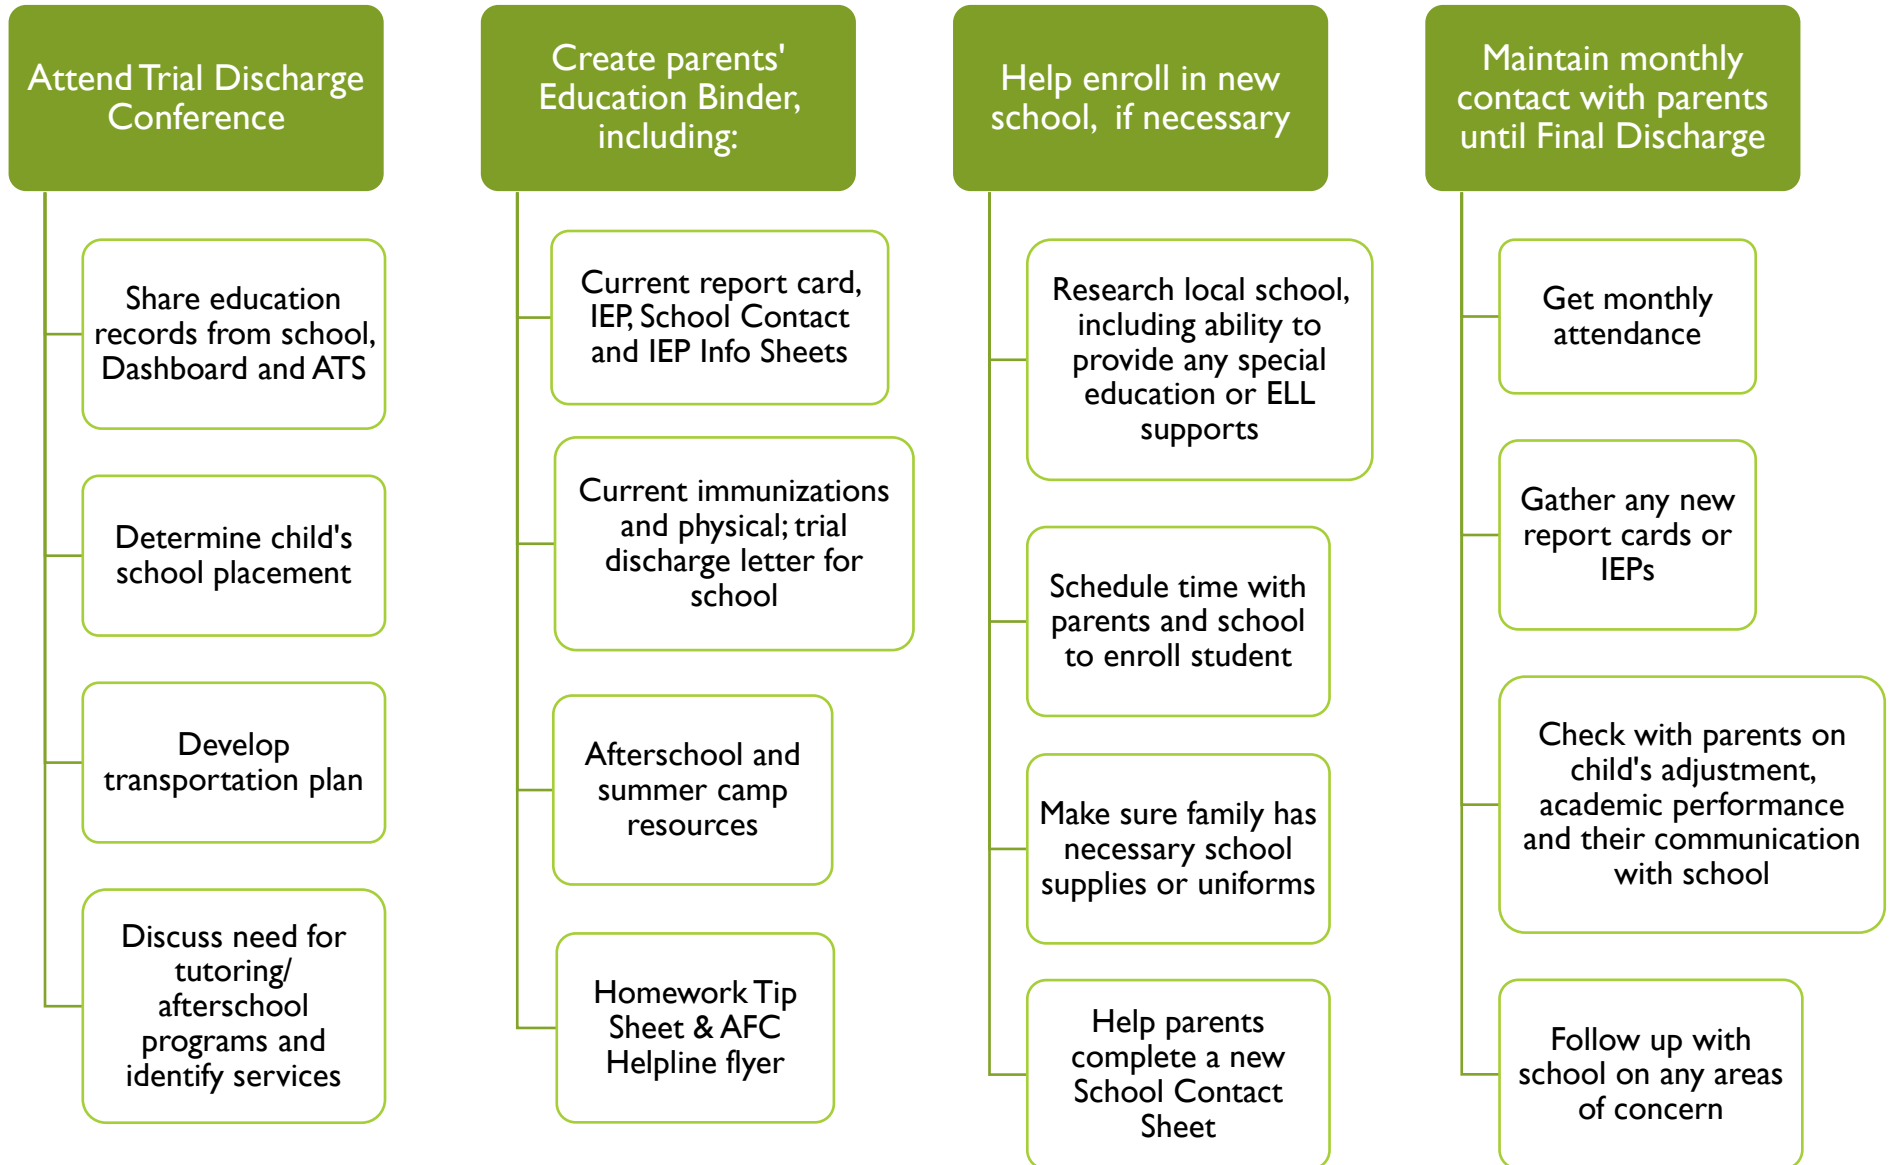 Attend Trial Discharge
Conference
Share education
records from school,
Dashboard and ATS
Determine child's
school placement
Develop
transportation plan
Discuss need for
tutoring/
afterschool
programs and
identify services
Create parents'
Education Binder,
including:
Current report card,
IEP, School Contact
and IEP Info Sheets
Current immunizations
and physical; trial
discharge letter for
school
Afterschool and
summer camp
resources
Homework Tip
Sheet & AFC
Helpline flyer
Help enroll in new
school, if necessary
Research local school,
including ability to
provide any special
education or ELL
supports
Schedule time with
parents and school
to enroll student
Make sure family has
necessary school
supplies or uniforms
Help parents
complete a new
School Contact
Sheet
Maintain monthly
contact with parents
until Final Discharge
Get monthly
attendance
Gather any new
report cards or
IEPs
Check with parents on
child's adjustment,
academic performance
and their communication
with school
Follow up with
school on any areas
of concern